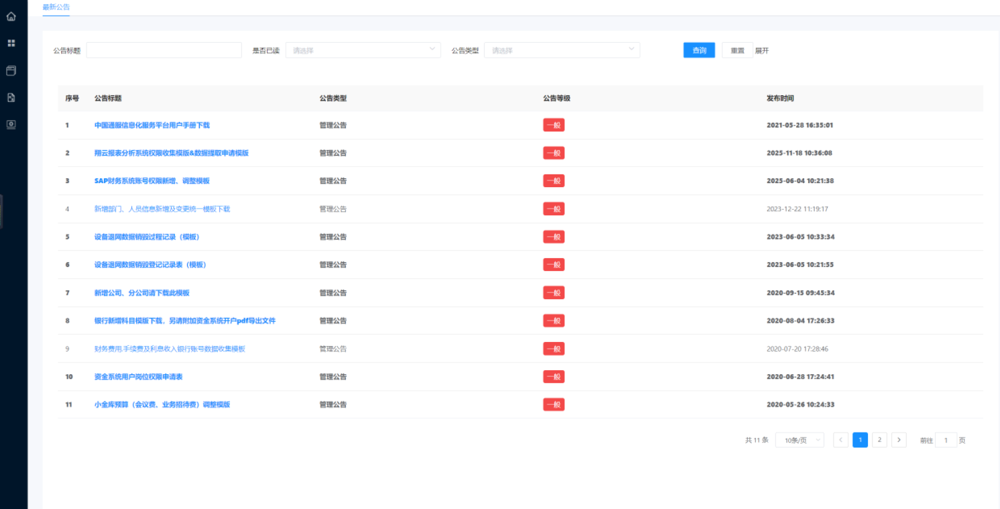 最新公告
公告标题 是否已读 请选择 公告类型 请选择 查询 重置 展开
序号 公告标题 公告类型 公告等级 发布时间
1 中国通服信息化服务平台用户手册下载 管理公告 一般 2021-05-28 16:35:01
2 翔云报表分析系统权限收集模版&数据提取申请模版 管理公告 一般 2025-11-18 10:36:08
3 SAP财务系统账号权限新增、调整模板 管理公告 一般 2025-06-04 10:21:38
4 新增部门、人员信息新增及变更统一模板下载 管理公告 一般 2023-12-22 11:19:17
5 设备退网数据销毁过程记录（模板） 管理公告 一般 2023-06-05 10:33:34
6 设备退网数据销毁登记记录表（模板） 管理公告 一般 2023-06-05 10:21:55
7 新增公司、分公司请下载此模板 管理公告 一般 2020-09-15 09:45:34
8 银行新增科目模版下载，另请附加资金系统开户pdf导出文件 管理公告 一般 2020-08-04 17:26:33
9 财务费用.手续费及利息收入银行账号数据收集模板 管理公告 一般 2020-07-20 17:28:46
10 资金系统用户岗位权限申请表 管理公告 一般 2020-06-28 17:24:41
11 小金库预算（会议费、业务招待费）调整模版 管理公告 一般 2020-05-26 10:24:33
共 11 条 10条/页 1 2 前往 1 页